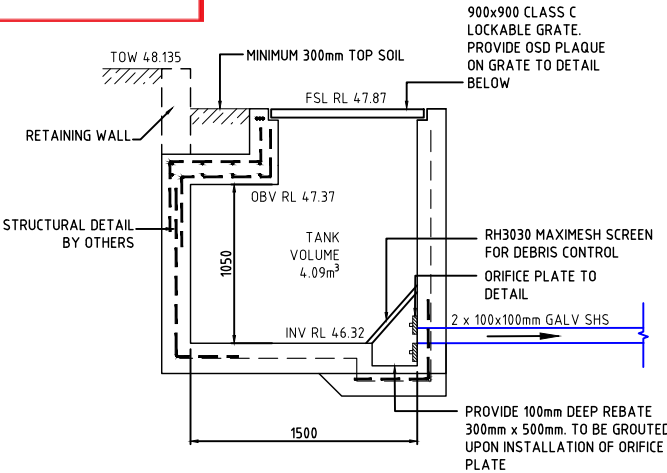 900x900 CLASS C
LOCKABLE GRATE.
PROVIDE OSD PLAQUE
ON GRATE TO DETAIL
BELOW
TOW 48.135
MINIMUM 300mm TOP SOIL
FSL RL 47.87
RETAINING WALL
OBV RL 47.37
STRUCTURAL DETAIL
BY OTHERS
TANK
VOLUME
4.09m³
1050
RH3030 MAXIMESH SCREEN
FOR DEBRIS CONTROL
ORIFICE PLATE TO
DETAIL
2 x 100x100mm GALV SHS
INV RL 46.32
1500
PROVIDE 100mm DEEP REBATE
300mm x 500mm. TO BE GROUTED
UPON INSTALLATION OF ORIFICE
PLATE